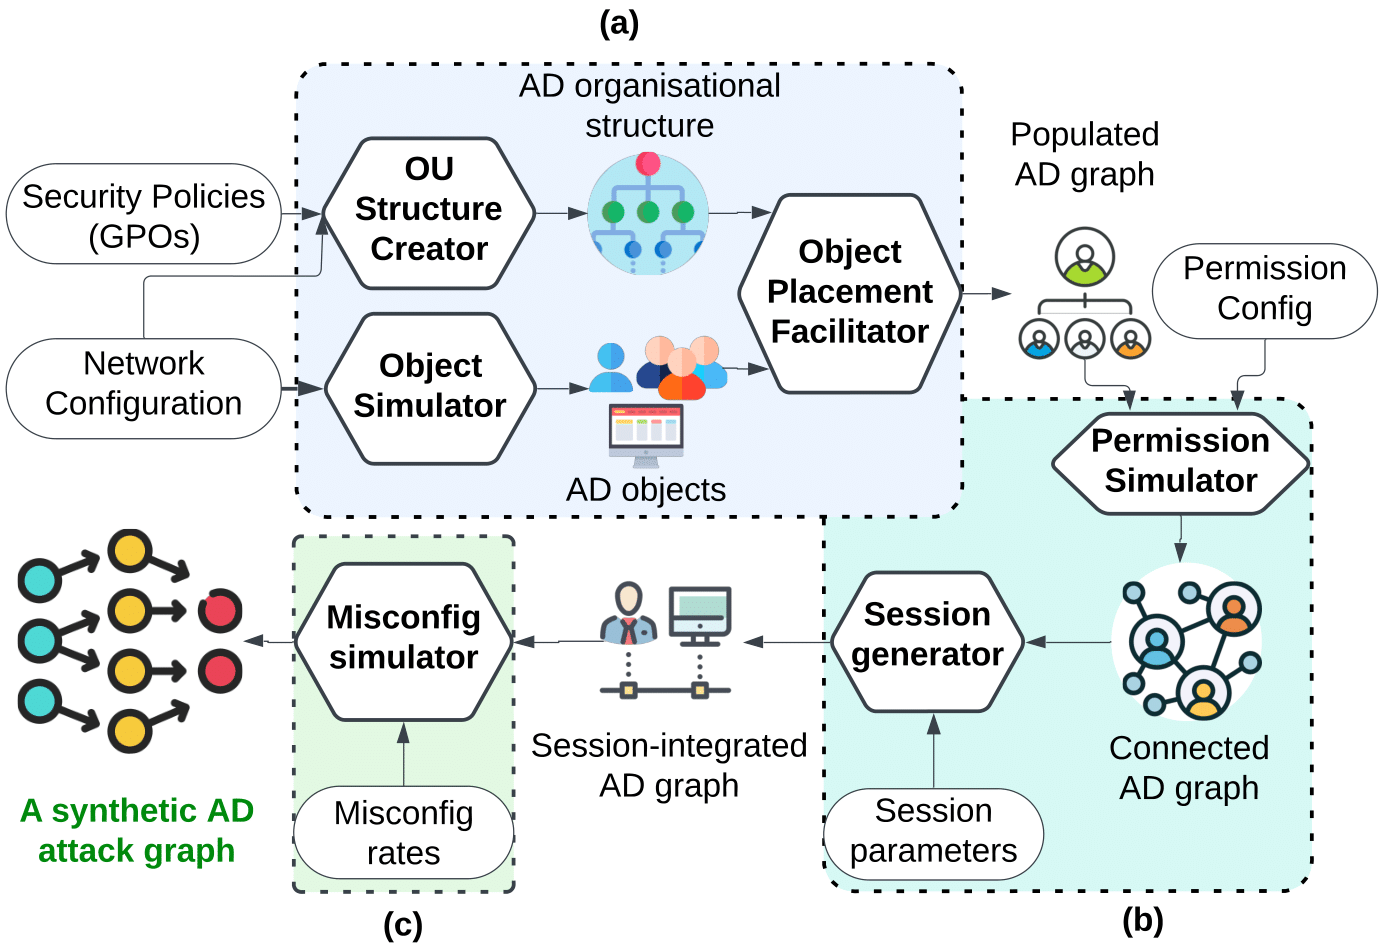 (a)
AD organisational
structure
Security Policies
(GPOs)
OU
Structure
Creator
Object
Placement
Facilitator
Populated
AD graph
Permission
Config
Network
Configuration
Object
Simulator
AD objects
Permission
Simulator
Misconfig
simulator
Session
generator
Session-integrated
AD graph
Connected
AD graph
A synthetic AD
attack graph
Misconfig
rates
Session
parameters
(c)
(b)